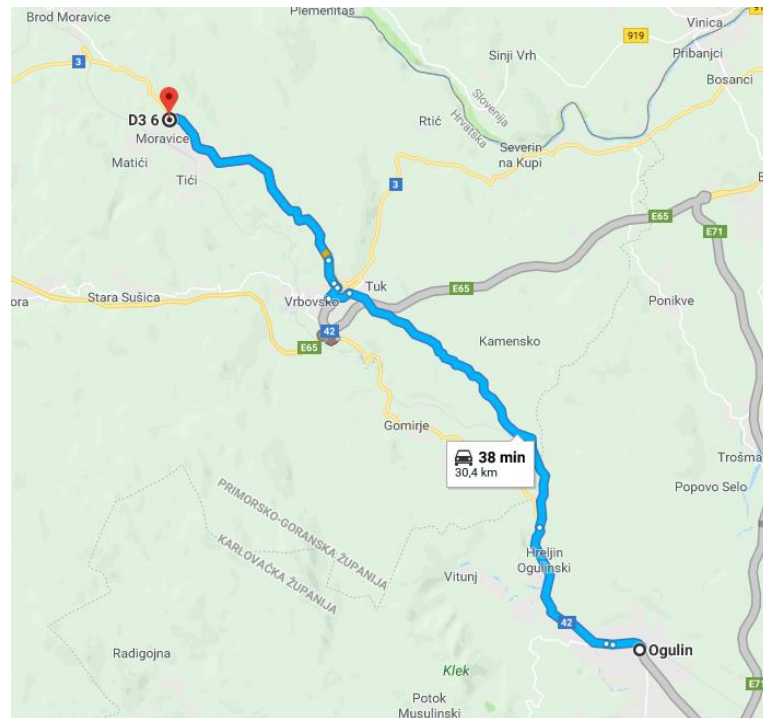 Brod Moravice
Plemenitas
Vinica
919
Pribanjci
Sinji Vrh
3
Bosanci
Slovenija
Hrvatska
D3 6
Rtić
Moravice
Severin
na Kupi
Matići
Tići
3
E65
E71
Tuk
E65
Stara Sušica
Vrbovsko
Ponikve
ora
42
E65
Kamensko
Gomirje
38 min
30,4 km
Trošma
Popovo Selo
PRIMORSKO-GORANSKA ŽUPANIJA
KARLOVAČKA ŽUPANIJA
Hreljin
Ogulinski
Vitunj
42
Ogulin
Radigojna
Klek
E71
Potok
Musulinski